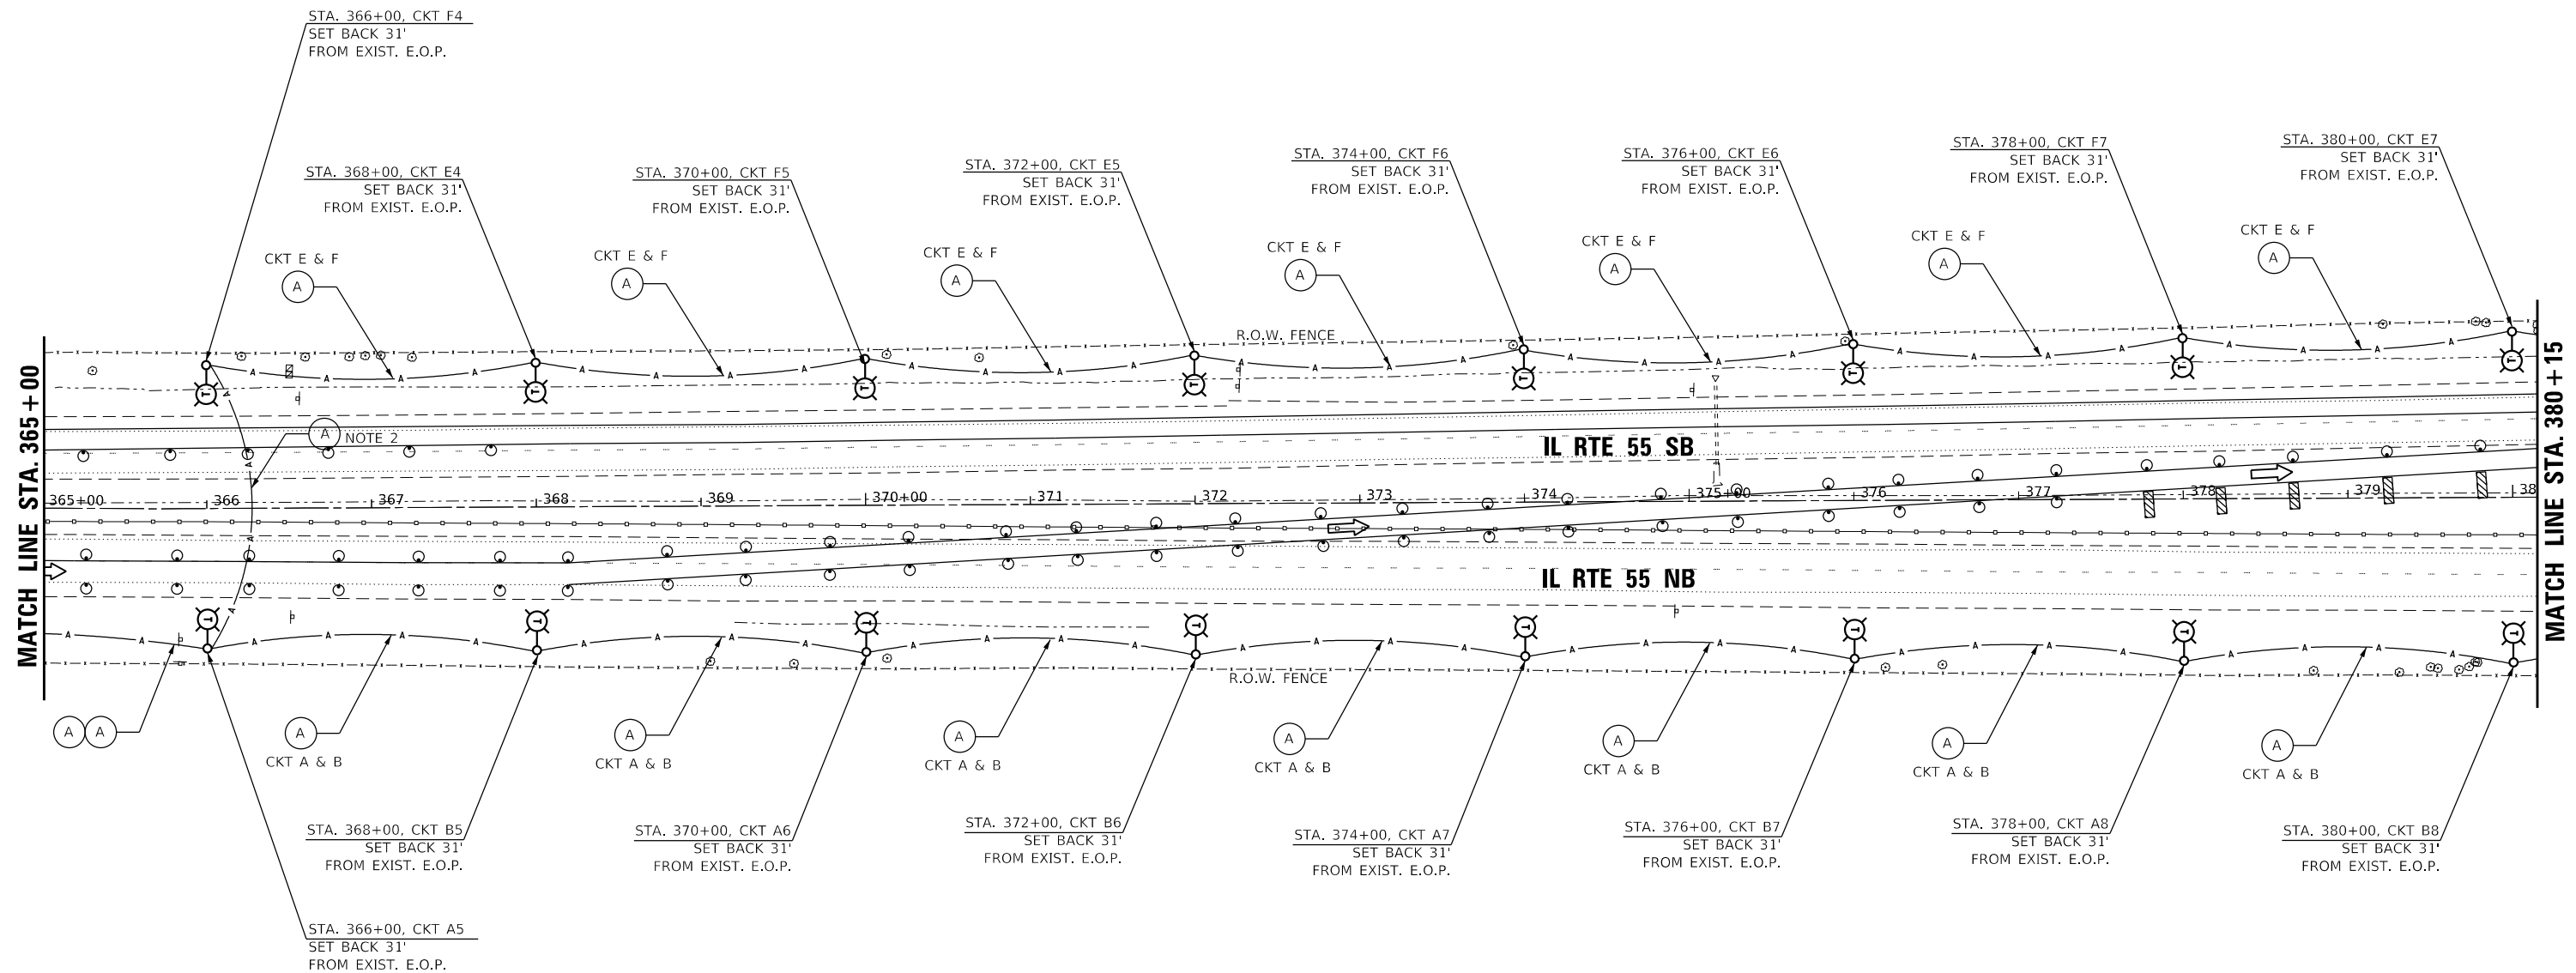 STA. 366+00, CKT F4
SET BACK 31'
FROM EXIST. E.O.P.
STA. 368+00, CKT E4
SET BACK 31'
FROM EXIST. E.O.P.
STA. 370+00, CKT F5
SET BACK 31'
FROM EXIST. E.O.P.
STA. 372+00, CKT E5
SET BACK 31'
FROM EXIST. E.O.P.
STA. 374+00, CKT F6
SET BACK 31'
FROM EXIST. E.O.P.
STA. 376+00, CKT E6
SET BACK 31'
FROM EXIST. E.O.P.
STA. 378+00, CKT F7
SET BACK 31'
FROM EXIST. E.O.P.
STA. 380+00, CKT E7
SET BACK 31'
FROM EXIST. E.O.P.
CKT E & F
A
CKT E & F
A
CKT E & F
A
CKT E & F
A
CKT E & F
A
CKT E & F
A
CKT E & F
A
R.O.W. FENCE
MATCH LINE STA. 365+00
MATCH LINE STA. 380+15
A NOTE 2
IL RTE 55 SB
365+00 366 367 368 369 370+00 371 372 373 374 375+00 376 377 378 379 38
IL RTE 55 NB
R.O.W. FENCE
A A
A
CKT A & B
A
CKT A & B
A
CKT A & B
A
CKT A & B
A
CKT A & B
A
CKT A & B
A
CKT A & B
STA. 368+00, CKT B5
SET BACK 31'
FROM EXIST. E.O.P.
STA. 370+00, CKT A6
SET BACK 31'
FROM EXIST. E.O.P.
STA. 372+00, CKT B6
SET BACK 31'
FROM EXIST. E.O.P.
STA. 374+00, CKT A7
SET BACK 31'
FROM EXIST. E.O.P.
STA. 376+00, CKT B7
SET BACK 31'
FROM EXIST. E.O.P.
STA. 378+00, CKT A8
SET BACK 31'
FROM EXIST. E.O.P.
STA. 380+00, CKT B8
SET BACK 31'
FROM EXIST. E.O.P.
STA. 366+00, CKT A5
SET BACK 31'
FROM EXIST. E.O.P.